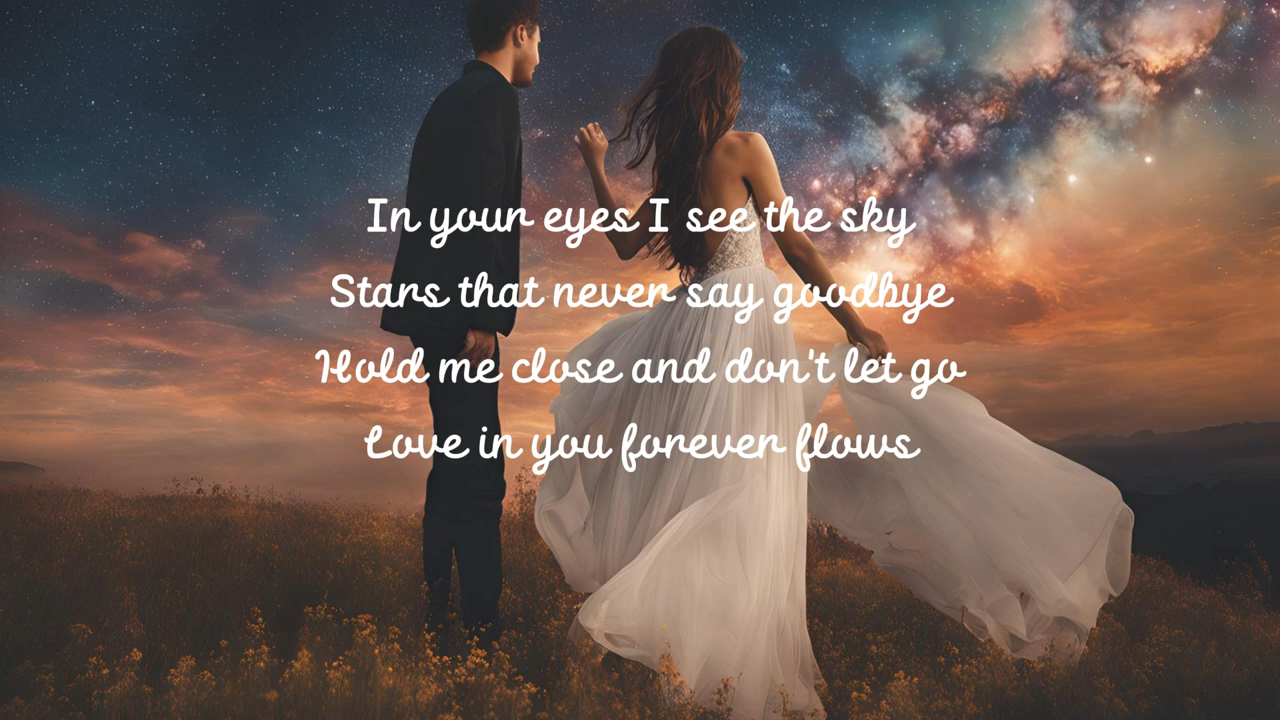 In your eyes I see the sky
Stars that never say goodbye
Hold me close and don't let go
Love in you forever flows